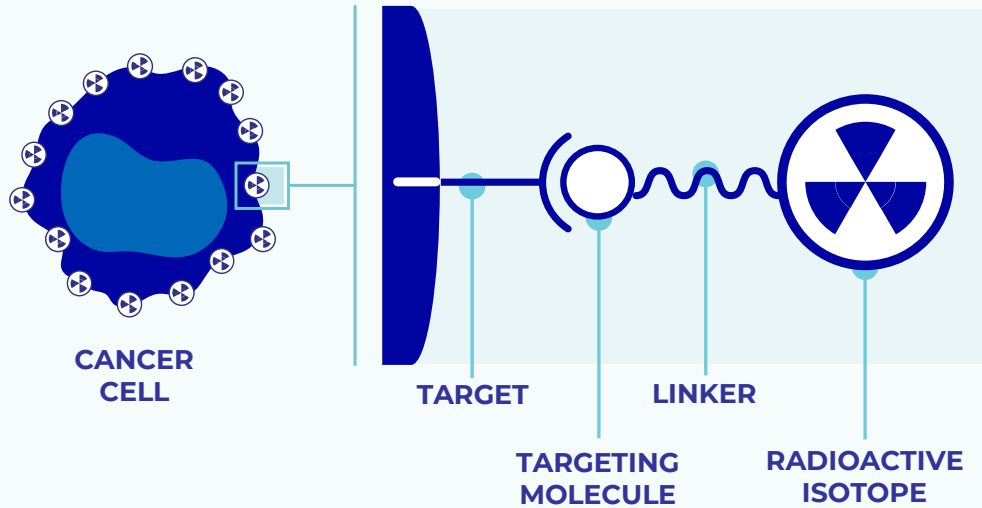 CANCER
CELL
TARGET
LINKER
TARGETING
MOLECULE
RADIOACTIVE
ISOTOPE